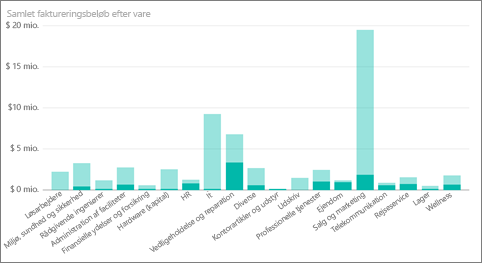 Samlet faktureringsbeløb efter vare
$ 20 mio.
$ 15 mio.
$ 10 mio.
$ 5 mio.
$ 0 mio.
Løsarbejdere
Miljø, sundhed og sikkerhed
Rådgivende ingeniører
Administration af faciliteter
Finansielle ydelser og forsikring
Hardware (kapital)
HR
It
Vedligeholdelse og reparation
Diverse
Kontorartikler og udstyr
Udskriv
Professionelle tjenester
Ejendom
Salg og marketing
Telekommunikation
Rejseservice
Lager
Wellness